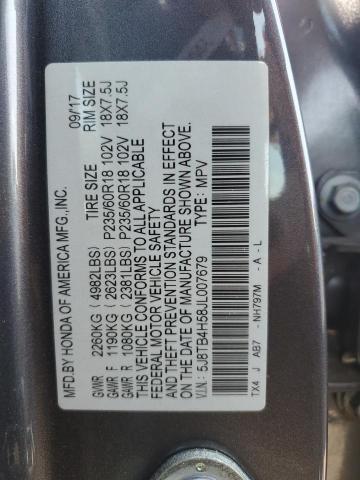 MFD.BY HONDA OF AMERICA MFG.,INC. 09/17
TIRE SIZE RIM SIZE
GVWR 2260KG (4982LBS)
GAWR F 1190KG (2623LBS) P235/60R18 102V 18X7.5J
GAWR R 1080KG (2381LBS) P235/60R18 102V 18X7.5J
THIS VEHICLE CONFORMS TO ALL APPLICABLE
FEDERAL MOTOR VEHICLE SAFETY
AND THEFT PREVENTION STANDARDS IN EFFECT
ON THE DATE OF MANUFACTURE SHOWN ABOVE.
V.I.N.: 5J8TB4H58JL007679 TYPE: MPV
TX4 J AB7 - NH797M - A - L